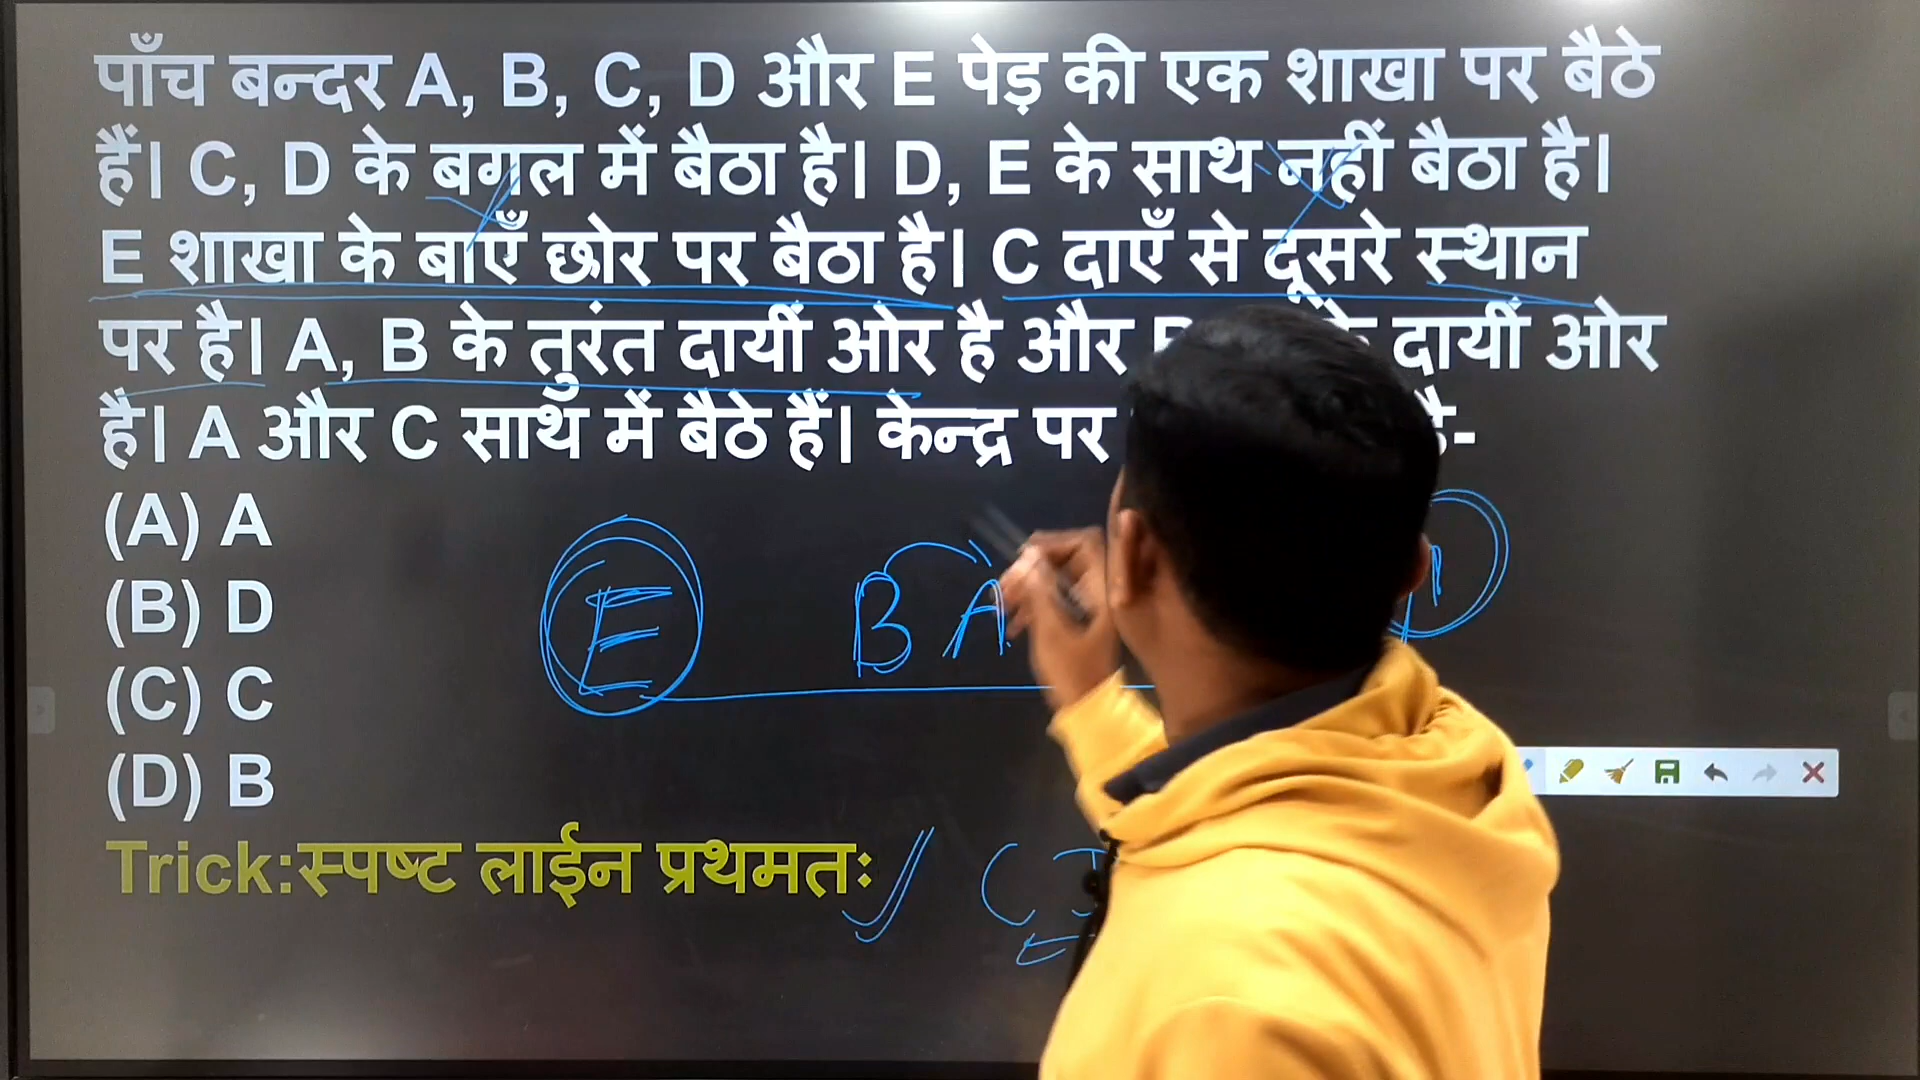 पाँच बन्दर A, B, C, D और E पेड़ की एक शाखा पर बैठे
हैं। C, D के बगल में बैठा है। D, E के साथ नहीं बैठा है।
E शाखा के बाएँ छोर पर बैठा है। C दाएँ से दूसरे स्थान
पर है। A, B के तुरंत दायीं ओर है और दायीं ओर
है। A और C साथ में बैठे हैं। केन्द्र पर
(A) A
(B) D
(C) C
(D) B
E B A
Trick:स्पष्ट लाईन प्रथमतः
C